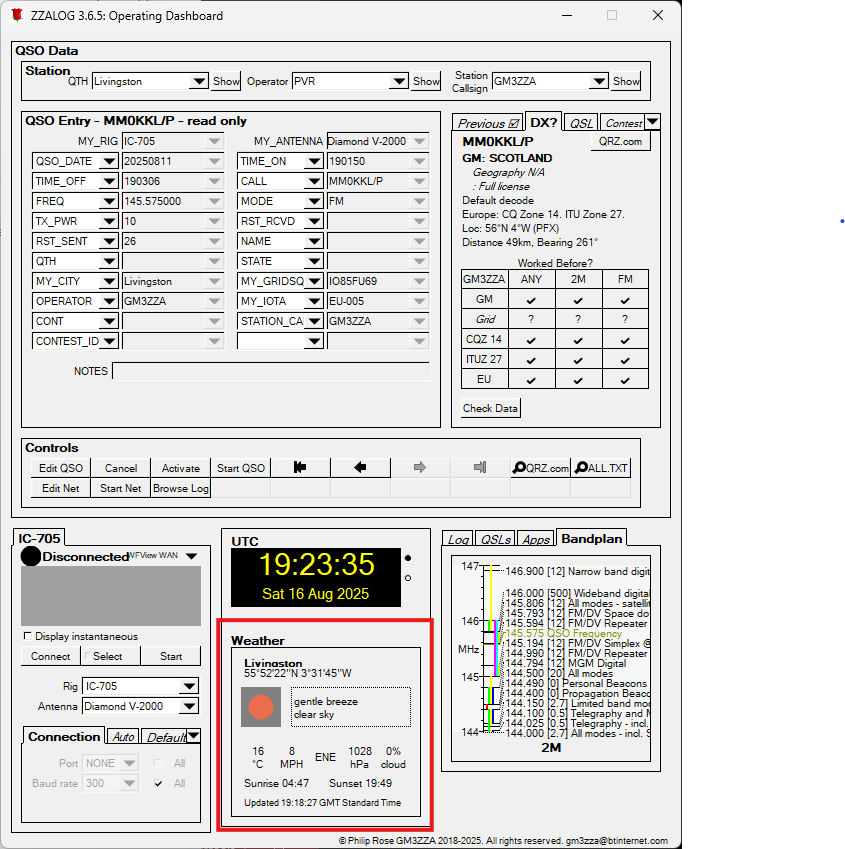 ZZALOG 3.6.5: Operating Dashboard
QSO Data
Station
QTH Livingston Show Operator PVR Show Station Callsign GM3ZZA Show
QSO Entry - MM0KKL/P - read only
MY_RIG IC-705 MY_ANTENNA Diamond V-2000
QSO_DATE 20250811 TIME_ON 190150
TIME_OFF 190306 CALL MM0KKL/P
FREQ 145.575000 MODE FM
TX_PWR 10 RST_RCVD
RST_SENT 26 NAME
QTH STATE
MY_CITY Livingston MY_GRIDSQ IO85FU69
OPERATOR GM3ZZA MY_IOTA EU-005
CONT STATION_CA GM3ZZA
CONTEST_ID
NOTES
Previous DX? QSL Contest
MM0KKL/P QRZ.com
GM: SCOTLAND
Geography N/A
: Full license
Default decode
Europe: CQ Zone 14. ITU Zone 27.
Loc: 56°N 4°W (PFX)
Distance 49km, Bearing 261°
Worked Before?
GM3ZZA ANY 2M FM
GM ✔ ✔ ✔
Grid ? ? ?
CQZ 14 ✔ ✔ ✔
ITUZ 27 ✔ ✔ ✔
EU ✔ ✔ ✔
Check Data
Controls
Edit QSO Cancel Activate Start QSO QRZ.com ALL.TXT
Edit Net Start Net Browse Log
IC-705
Disconnected WFView WAN
Display instantaneous
Connect Select Start
Rig IC-705
Antenna Diamond V-2000
Connection Auto Default
Port NONE All
Baud rate 300 All
UTC
19:23:35
Sat 16 Aug 2025
Weather
Livingston
55°52'22"N 3°31'45"W
gentle breeze
clear sky
16 °C 8 MPH ENE 1028 hPa 0% cloud
Sunrise 04:47 Sunset 19:49
Updated 19:18:27 GMT Standard Time
Log QSLs Apps Bandplan
147
146
MHz
145
144
146.900 [12] Narrow band digit
146.000 [500] Wideband digital
145.806 [12] All modes - satellit
145.793 [12] FM/DV Space do
145.594 [12] FM/DV Repeater
145.575 QSO Frequency
145.194 [12] FM/DV Simplex @
144.990 [12] FM/DV Repeater
144.794 [12] MGM Digital
144.500 [20] All modes
144.490 [0] Personal Beacons
144.400 [0] Propagation Beaco
144.150 [2.7] Limited band mod
144.100 [0.5] Telegraphy and M
144.025 [0.5] Telegraphy - incl.
144.000 [2.7] All modes - incl. S
2M
© Philip Rose GM3ZZA 2018-2025. All rights reserved. gm3zza@btinternet.com